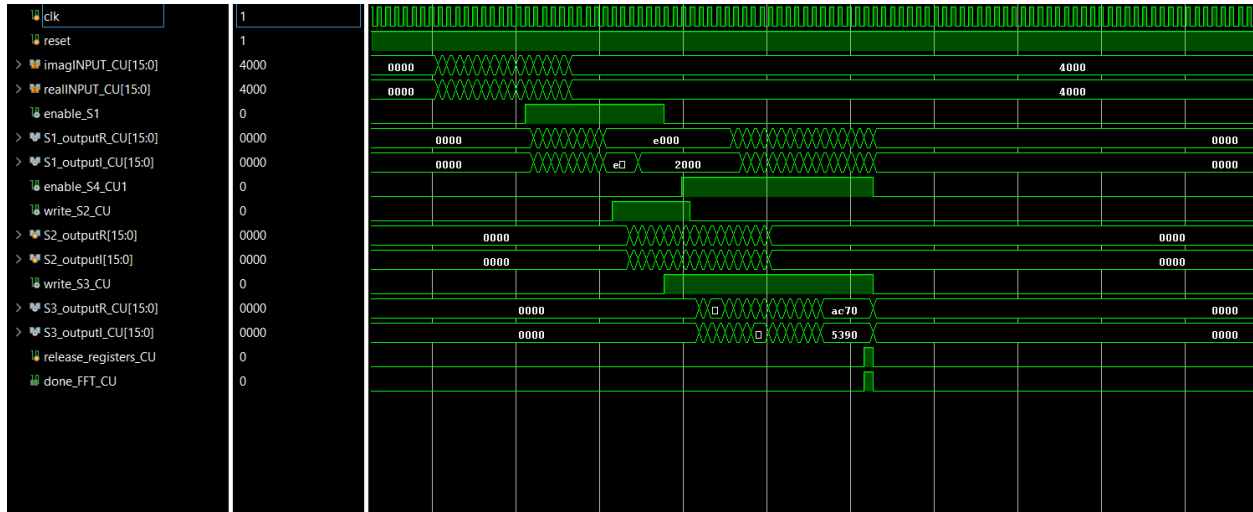 clk 1
reset 1
imagINPUT_CU[15:0] 4000 0000 4000
realINPUT_CU[15:0] 4000 0000 4000
enable_S1 0
S1_outputR_CU[15:0] 0000 0000 e000 0000
S1_outputI_CU[15:0] 0000 0000 e 2000 0000
enable_S4_CU1 0
write_S2_CU 0
S2_outputR[15:0] 0000 0000 0000
S2_outputI[15:0] 0000 0000 0000
write_S3_CU 0
S3_outputR_CU[15:0] 0000 0000 ac70 0000
S3_outputI_CU[15:0] 0000 0000 5390 0000
release_registers_CU 0
done_FFT_CU 0